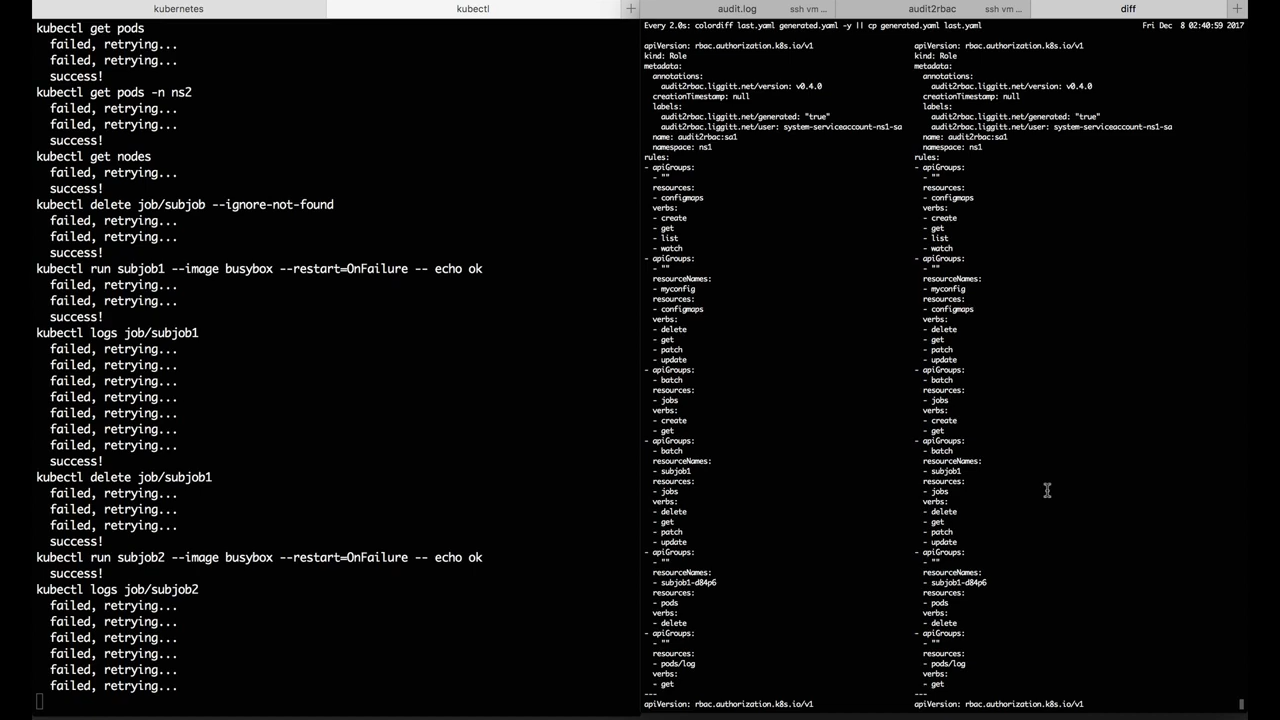 kubernetes
kubectl
+
audit.log
ssh vm ...
audit2rbac
ssh vm ...
diff
+
kubectl get pods
failed, retrying...
failed, retrying...
success!
kubectl get pods -n ns2
failed, retrying...
failed, retrying...
success!
kubectl get nodes
failed, retrying...
success!
kubectl delete job/subjob --ignore-not-found
failed, retrying...
failed, retrying...
success!
kubectl run subjob1 --image busybox --restart=OnFailure -- echo ok
failed, retrying...
failed, retrying...
success!
kubectl logs job/subjob1
failed, retrying...
failed, retrying...
failed, retrying...
failed, retrying...
failed, retrying...
failed, retrying...
failed, retrying...
success!
kubectl delete job/subjob1
failed, retrying...
failed, retrying...
failed, retrying...
success!
kubectl run subjob2 --image busybox --restart=OnFailure -- echo ok
success!
kubectl logs job/subjob2
failed, retrying...
failed, retrying...
failed, retrying...
failed, retrying...
failed, retrying...
failed, retrying...
Every 2.0s: colordiff last.yaml generated.yaml -y || cp generated.yaml last.yaml
Fri Dec 8 02:40:59 2017
apiVersion: rbac.authorization.k8s.io/v1
kind: Role
metadata:
annotations:
audit2rbac.liggitt.net/version: v0.4.0
creationTimestamp: null
labels:
audit2rbac.liggitt.net/generated: "true"
audit2rbac.liggitt.net/user: system-serviceaccount-ns1-sa
name: audit2rbac:sa1
namespace: ns1
rules:
- apiGroups:
- ""
resources:
- configmaps
verbs:
- create
- get
- list
- watch
- apiGroups:
- ""
resourceNames:
- myconfig
resources:
- configmaps
verbs:
- delete
- get
- patch
- update
- apiGroups:
- batch
resources:
- jobs
verbs:
- create
- get
- apiGroups:
- batch
resourceNames:
- subjob1
resources:
- jobs
verbs:
- delete
- get
- patch
- update
- apiGroups:
- ""
resourceNames:
- subjob1-d84p6
resources:
- pods
verbs:
- delete
- apiGroups:
- ""
resources:
- pods/log
verbs:
- get
---
apiVersion: rbac.authorization.k8s.io/v1
apiVersion: rbac.authorization.k8s.io/v1
kind: Role
metadata:
annotations:
audit2rbac.liggitt.net/version: v0.4.0
creationTimestamp: null
labels:
audit2rbac.liggitt.net/generated: "true"
audit2rbac.liggitt.net/user: system-serviceaccount-ns1-sa
name: audit2rbac:sa1
namespace: ns1
rules:
- apiGroups:
- ""
resources:
- configmaps
verbs:
- create
- get
- list
- watch
- apiGroups:
- ""
resourceNames:
- myconfig
resources:
- configmaps
verbs:
- delete
- get
- patch
- update
- apiGroups:
- batch
resources:
- jobs
verbs:
- create
- get
- apiGroups:
- batch
resourceNames:
- subjob1
resources:
- jobs
verbs:
- delete
- get
- patch
- update
- apiGroups:
- ""
resourceNames:
- subjob1-d84p6
resources:
- pods
verbs:
- delete
- apiGroups:
- ""
resources:
- pods/log
verbs:
- get
---
apiVersion: rbac.authorization.k8s.io/v1